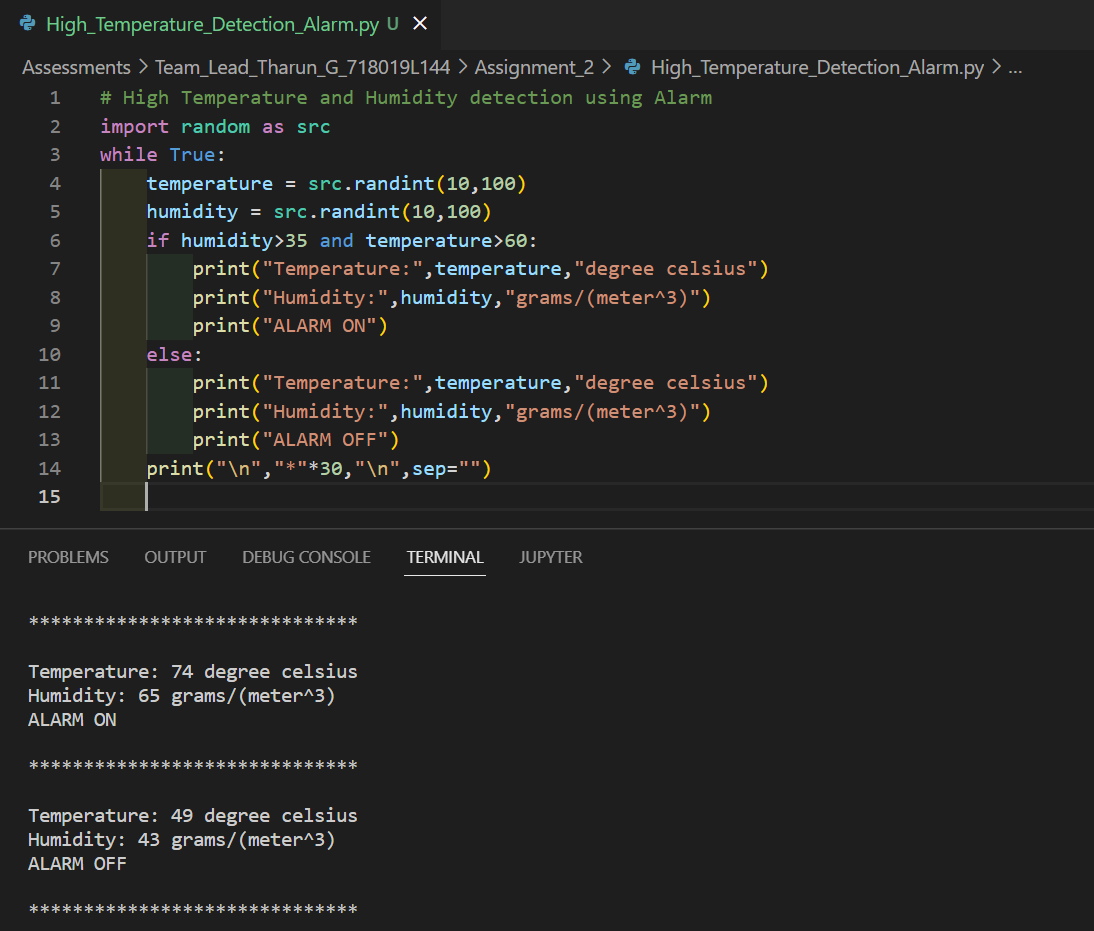 High_Temperature_Detection_Alarm.py U ×
Assessments > Team_Lead_Tharun_G_718019L144 > Assignment_2 > High_Temperature_Detection_Alarm.py > ...
1 # High Temperature and Humidity detection using Alarm
2 import random as src
3 while True:
4     temperature = src.randint(10,100)
5     humidity = src.randint(10,100)
6     if humidity>35 and temperature>60:
7         print("Temperature:",temperature,"degree celsius")
8         print("Humidity:",humidity,"grams/(meter^3)")
9         print("ALARM ON")
10     else:
11         print("Temperature:",temperature,"degree celsius")
12         print("Humidity:",humidity,"grams/(meter^3)")
13         print("ALARM OFF")
14     print("\n","*"*30,"\n",sep="")
15
PROBLEMS OUTPUT DEBUG CONSOLE TERMINAL JUPYTER
******************************
Temperature: 74 degree celsius
Humidity: 65 grams/(meter^3)
ALARM ON
******************************
Temperature: 49 degree celsius
Humidity: 43 grams/(meter^3)
ALARM OFF
******************************